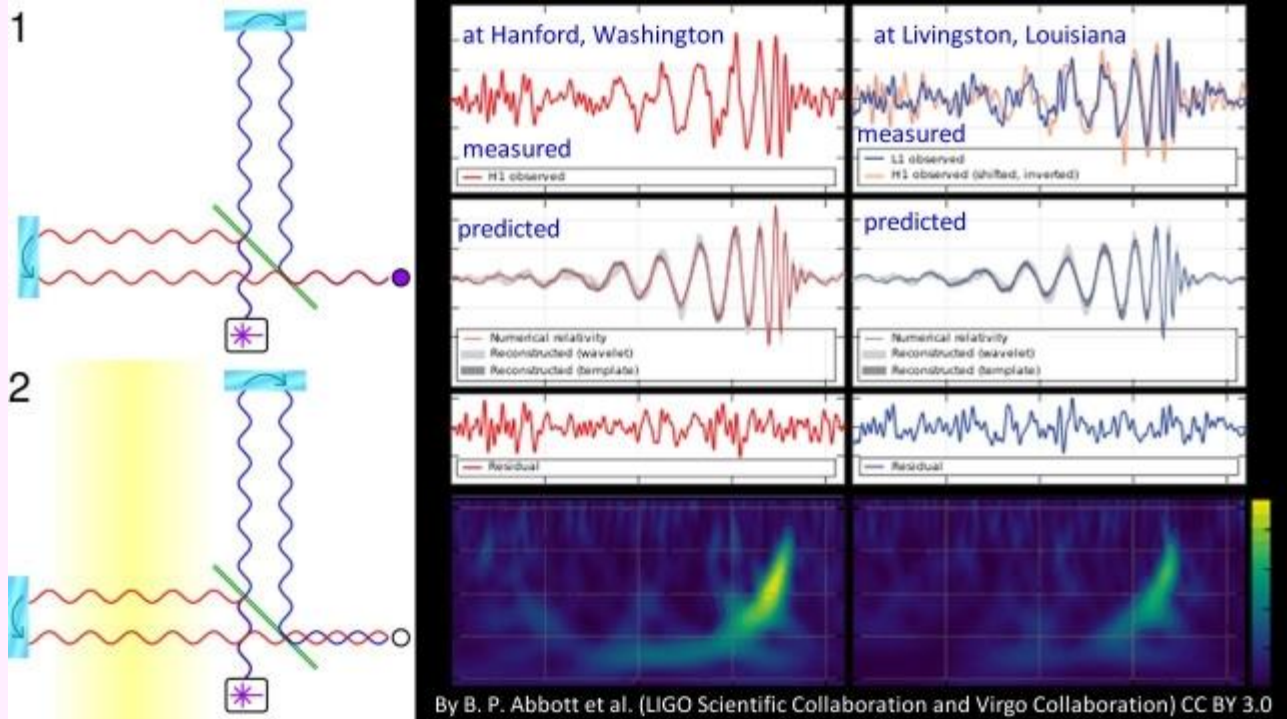 1
2
at Hanford, Washington
measured
H1 observed
at Livingston, Louisiana
measured
L1 observed
H1 observed (shifted, inverted)
predicted
Numerical relativity
Reconstructed (wavelet)
Reconstructed (template)
predicted
Numerical relativity
Reconstructed (wavelet)
Reconstructed (template)
Residual
Residual
By B. P. Abbott et al. (LIGO Scientific Collaboration and Virgo Collaboration) CC BY 3.0